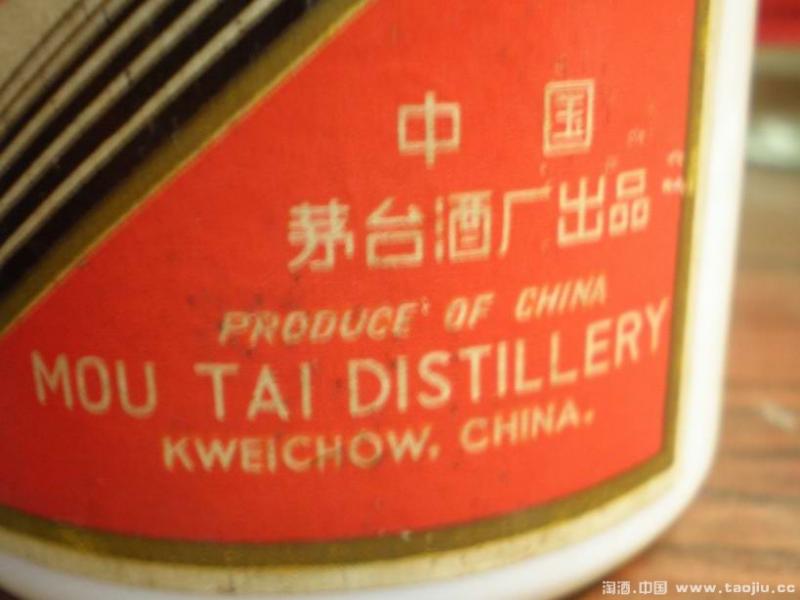 中国
茅台酒厂出品
PRODUCE OF CHINA
MOU TAI DISTILLERY
KWEICHOW, CHINA.
淘酒.中国 www.taojiu.cc